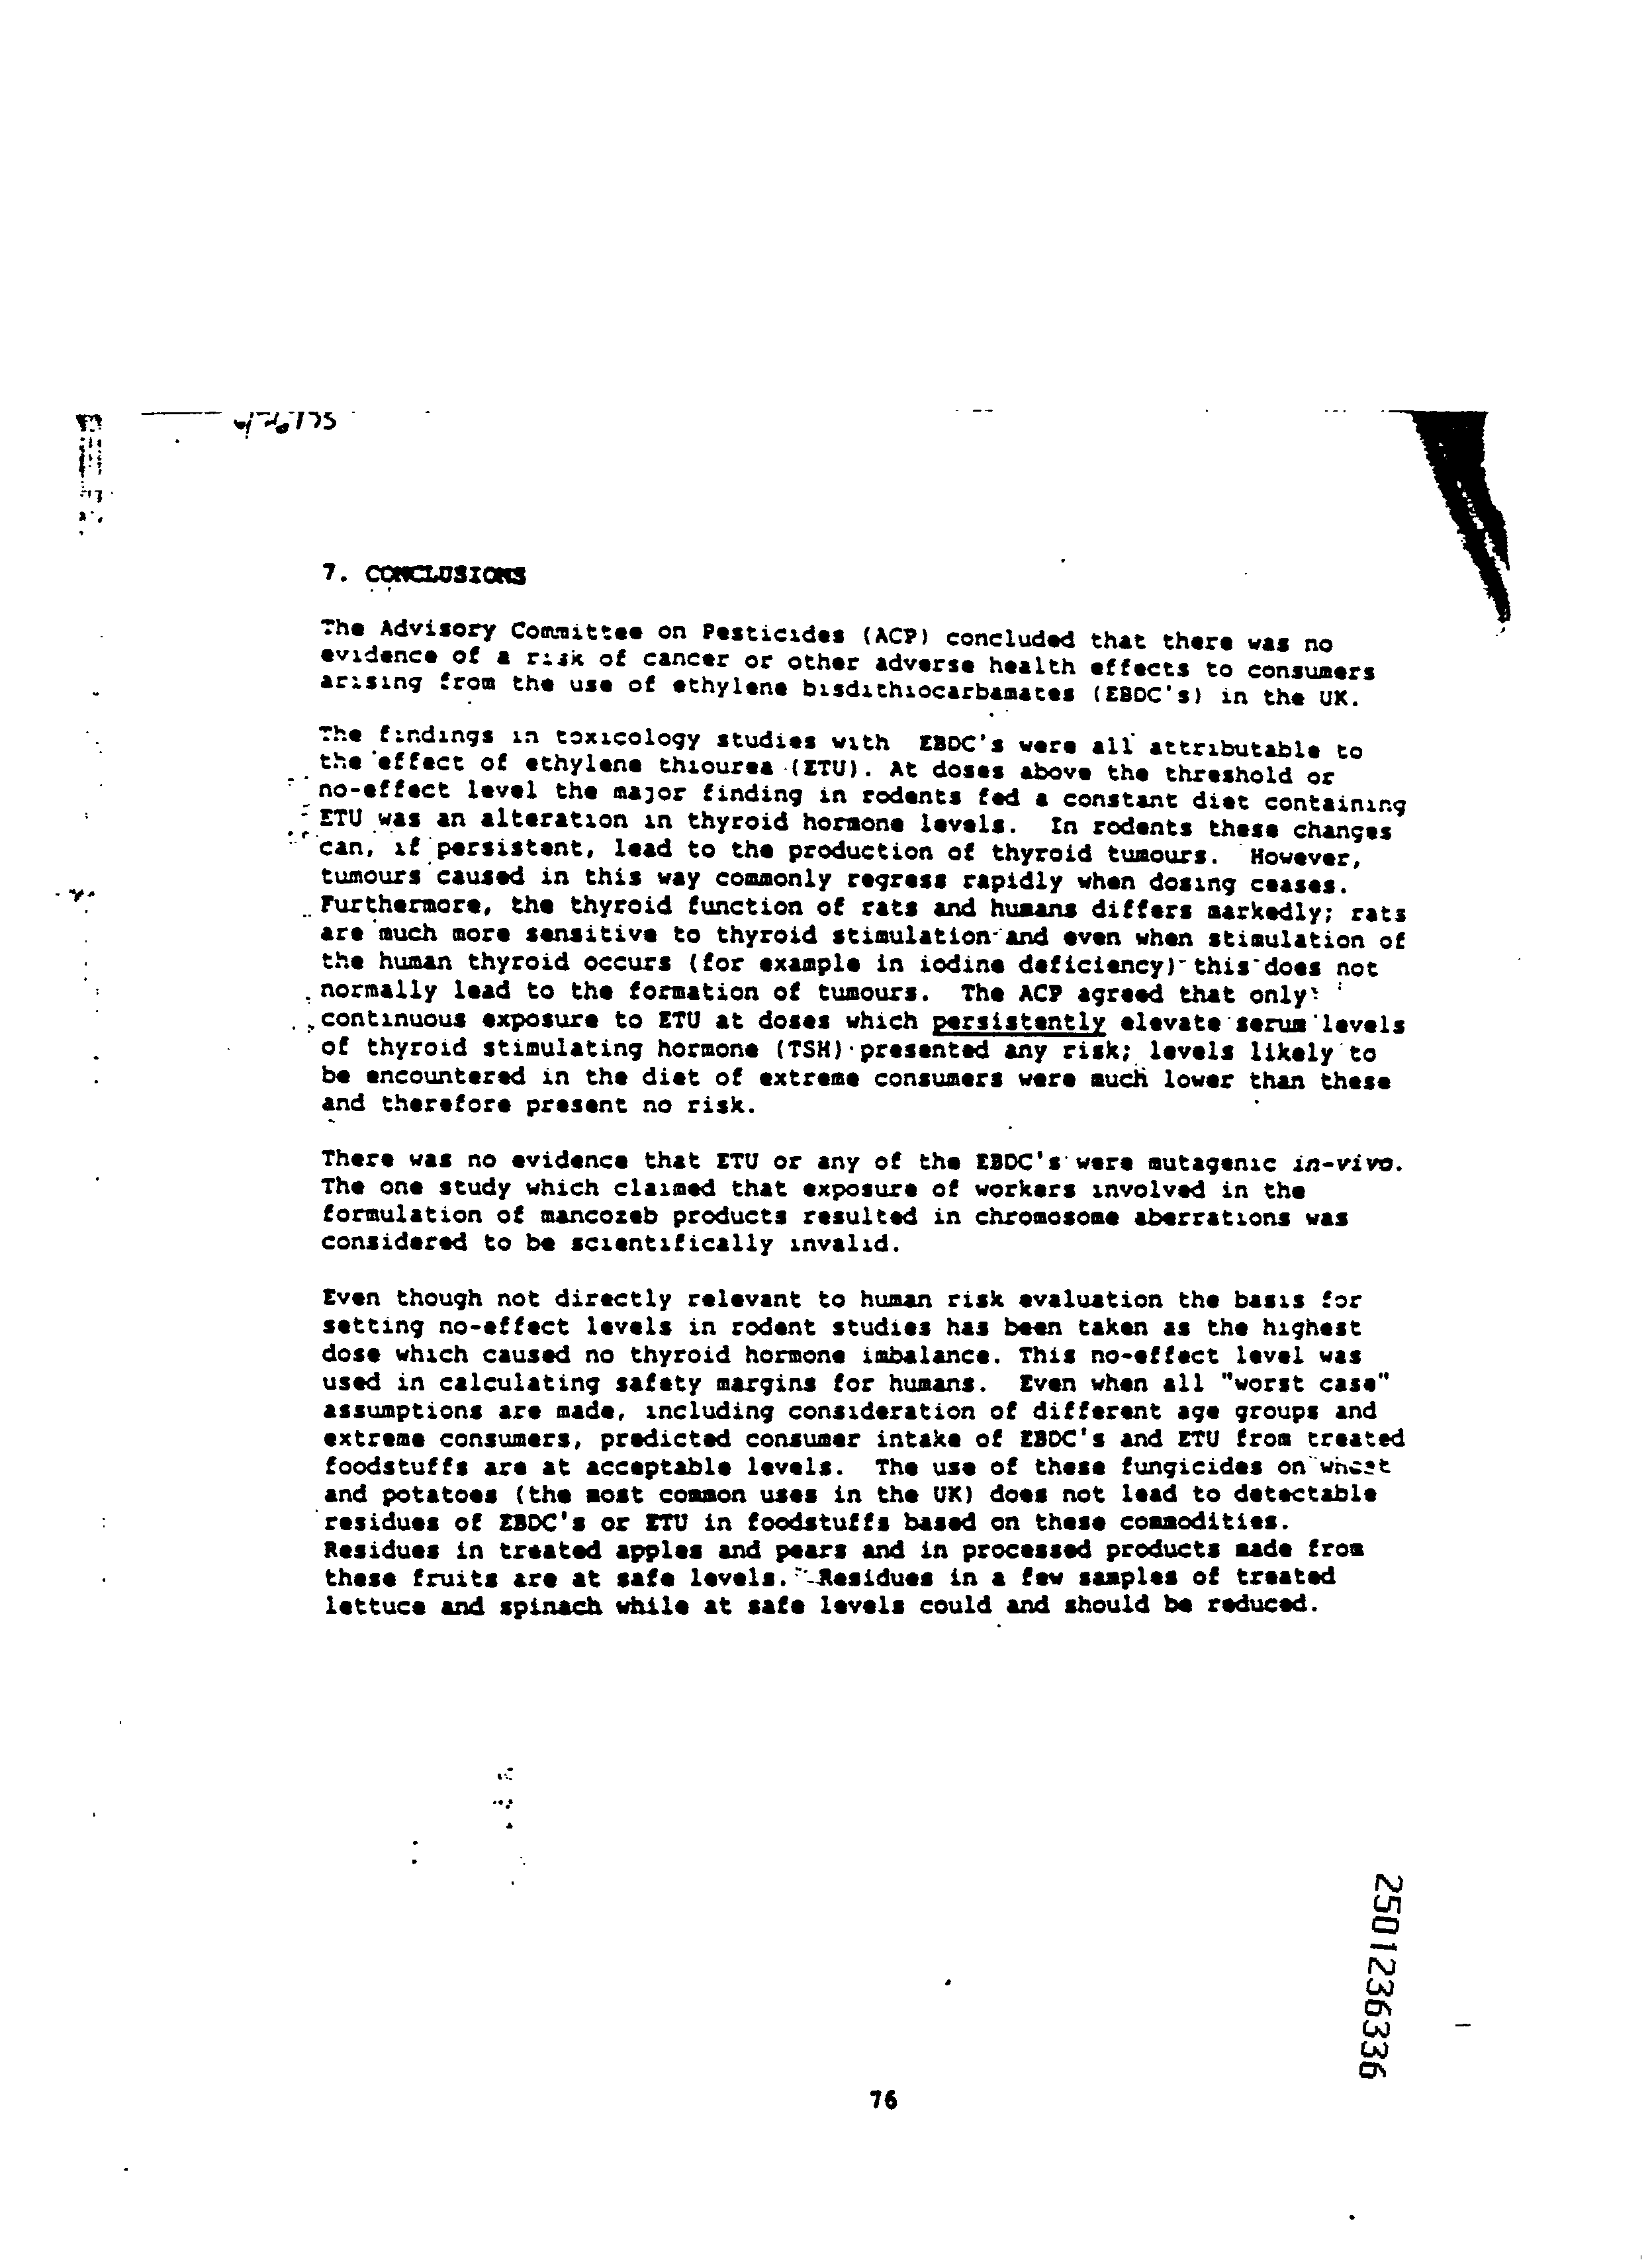 7. CONCLUSIONS
The Advisory Committee on Pesticides (ACP) concluded that there was no
evidence of a risk of cancer or other adverse health effects to consumers
arising from the use of ethylene bisdithiocarbamates (EBDC's) in the UK.
The findings in toxicology studies with EBDC's were all attributable to
the effect of ethylene thiourea (ETU). At doses above the threshold or
no-effect level the major finding in rodents fed a constant diet containing
ETU was an alteration in thyroid hormone levels. In rodents these changes
can, if persistent, lead to the production of thyroid tumours. However,
tumours caused in this way commonly regress rapidly when dosing ceases.
Furthermore, the thyroid function of rats and humans differs markedly; rats
are much more sensitive to thyroid stimulation and even when stimulation of
the human thyroid occurs (for example in iodine deficiency) this does not
normally lead to the formation of tumours. The ACP agreed that only
continuous exposure to ETU at doses which persistently elevate serum levels
of thyroid stimulating hormone (TSH) presented any risk; levels likely to
be encountered in the diet of extreme consumers were much lower than these
and therefore present no risk.
There was no evidence that ETU or any of the EBDC's were mutagenic in-vivo.
The one study which claimed that exposure of workers involved in the
formulation of mancozeb products resulted in chromosome aberrations was
considered to be scientifically invalid.
Even though not directly relevant to human risk evaluation the basis for
setting no-effect levels in rodent studies has been taken as the highest
dose which caused no thyroid hormone imbalance. This no-effect level was
used in calculating safety margins for humans. Even when all "worst case"
assumptions are made, including consideration of different age groups and
extreme consumers, predicted consumer intake of EBDC's and ETU from treated
foodstuffs are at acceptable levels. The use of these fungicides on wheat
and potatoes (the most common uses in the UK) does not lead to detectable
residues of EBDC's or ETU in foodstuffs based on these commodities.
Residues in treated apples and pears and in processed products made from
these fruits are at safe levels. Residues in a few samples of treated
lettuce and spinach while at safe levels could and should be reduced.
2501236336
76